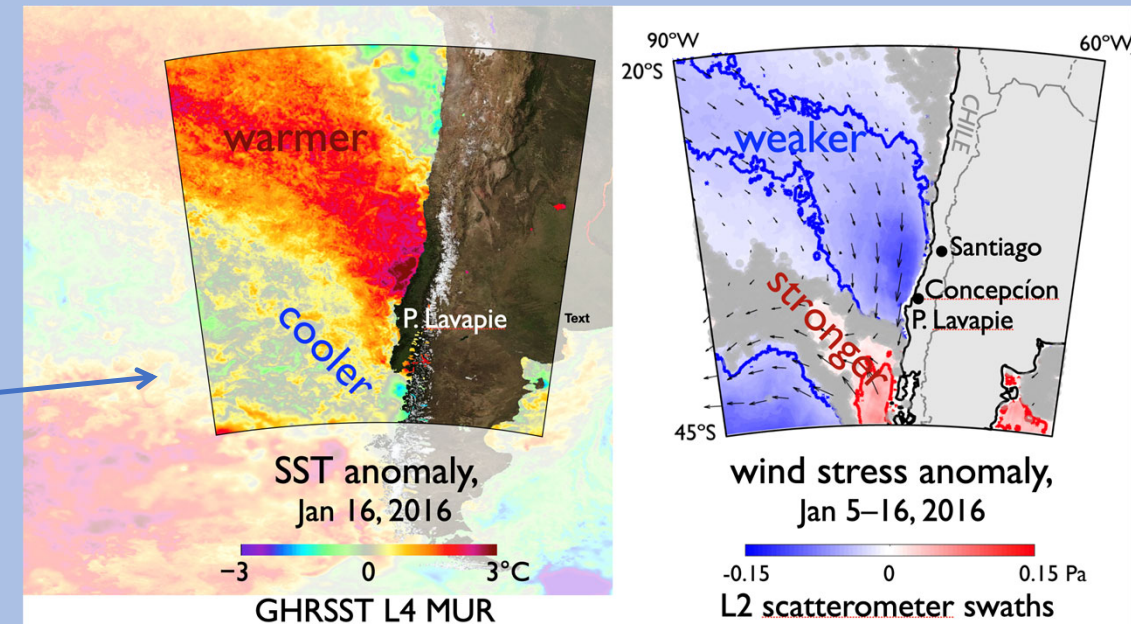 warmer
cooler
P. Lavapie
Text
SST anomaly,
Jan 16, 2016
−3 0 3°C
GHRSST L4 MUR
90°W
60°W
20°S
weaker
CHILE
Santiago
Concepcíon
P. Lavapie
stronger
45°S
wind stress anomaly,
Jan 5–16, 2016
-0.15 0 0.15 Pa
L2 scatterometer swaths